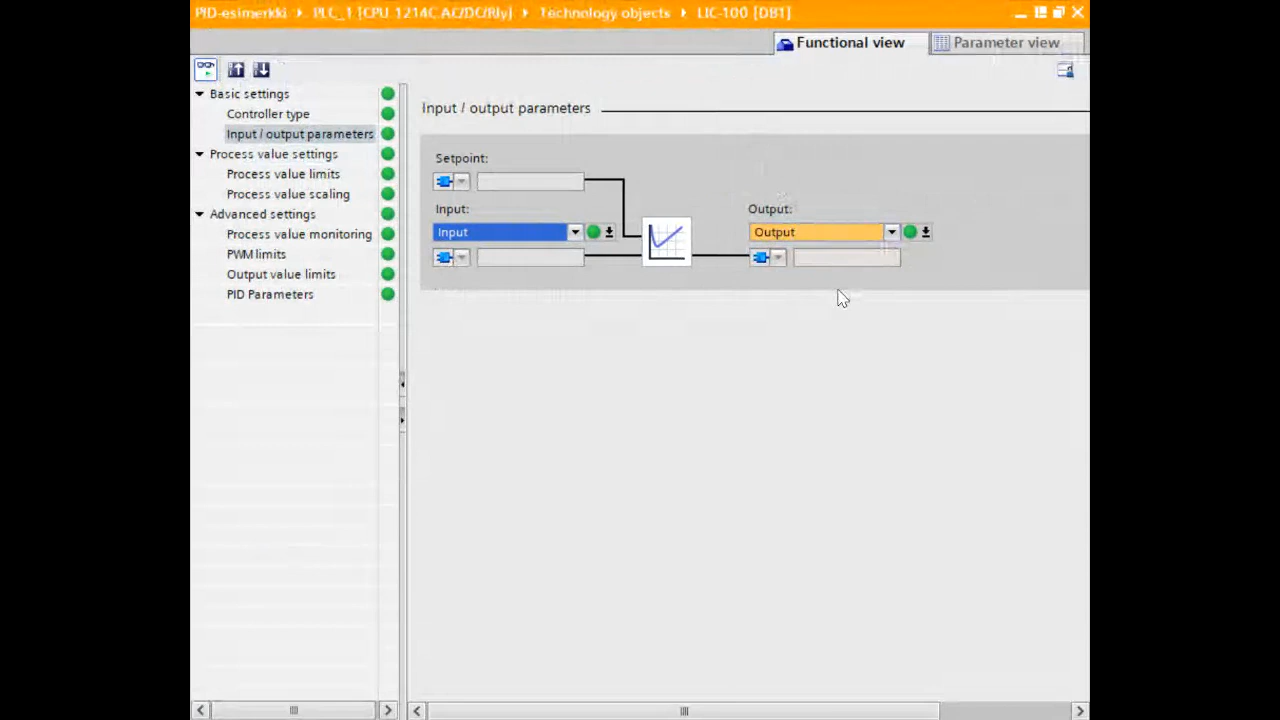 PID-esimerkki ▸ PLC_1 [CPU 1214C AC/DC/Rly] ▸ Technology objects ▸ LIC-100 [DB1]
Functional view
Parameter view
Basic settings
Controller type
Input / output parameters
Process value settings
Process value limits
Process value scaling
Advanced settings
Process value monitoring
PWM limits
Output value limits
PID Parameters
Input / output parameters
Setpoint:
Input:
Input
Output:
Output